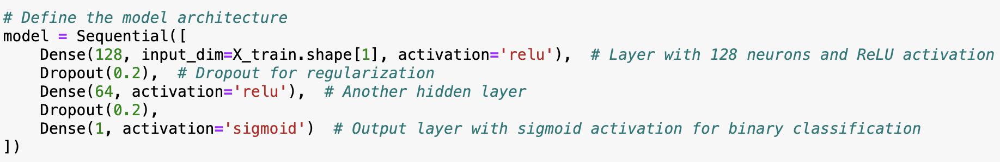 # Define the model architecture
model = Sequential([
    Dense(128, input_dim=X_train.shape[1], activation='relu'),  # Layer with 128 neurons and ReLU activation
    Dropout(0.2),  # Dropout for regularization
    Dense(64, activation='relu'),  # Another hidden layer
    Dropout(0.2),
    Dense(1, activation='sigmoid')  # Output layer with sigmoid activation for binary classification
])